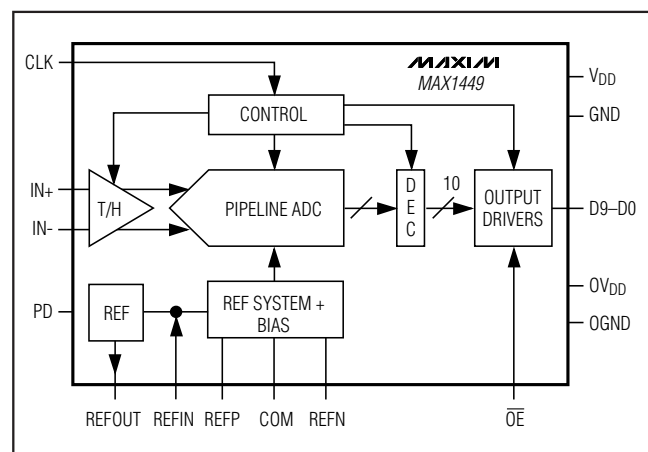 CLK
MAXIM
MAX1449
VDD
GND
CONTROL
IN+
IN-
T/H
PIPELINE ADC
DEC
10
OUTPUT
DRIVERS
D9–D0
PD
REF
REF SYSTEM +
BIAS
OVDD
OGND
REFOUT
REFIN
REFP
COM
REFN
O̅E̅